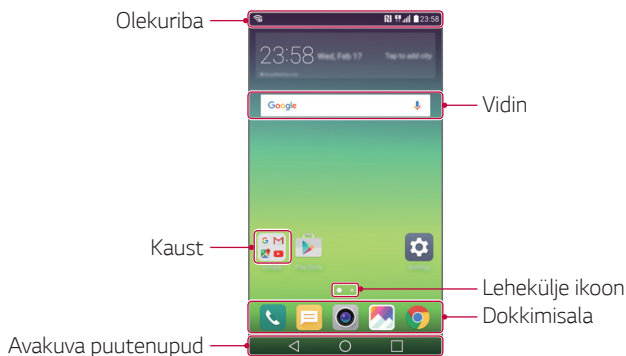 Olekuriba
23:58
23:58 Wed, Feb 17 Tap to add city
Google
Vidin
Kaust
Lehekülje ikoon
Dokkimisala
Avakuva puutenupud